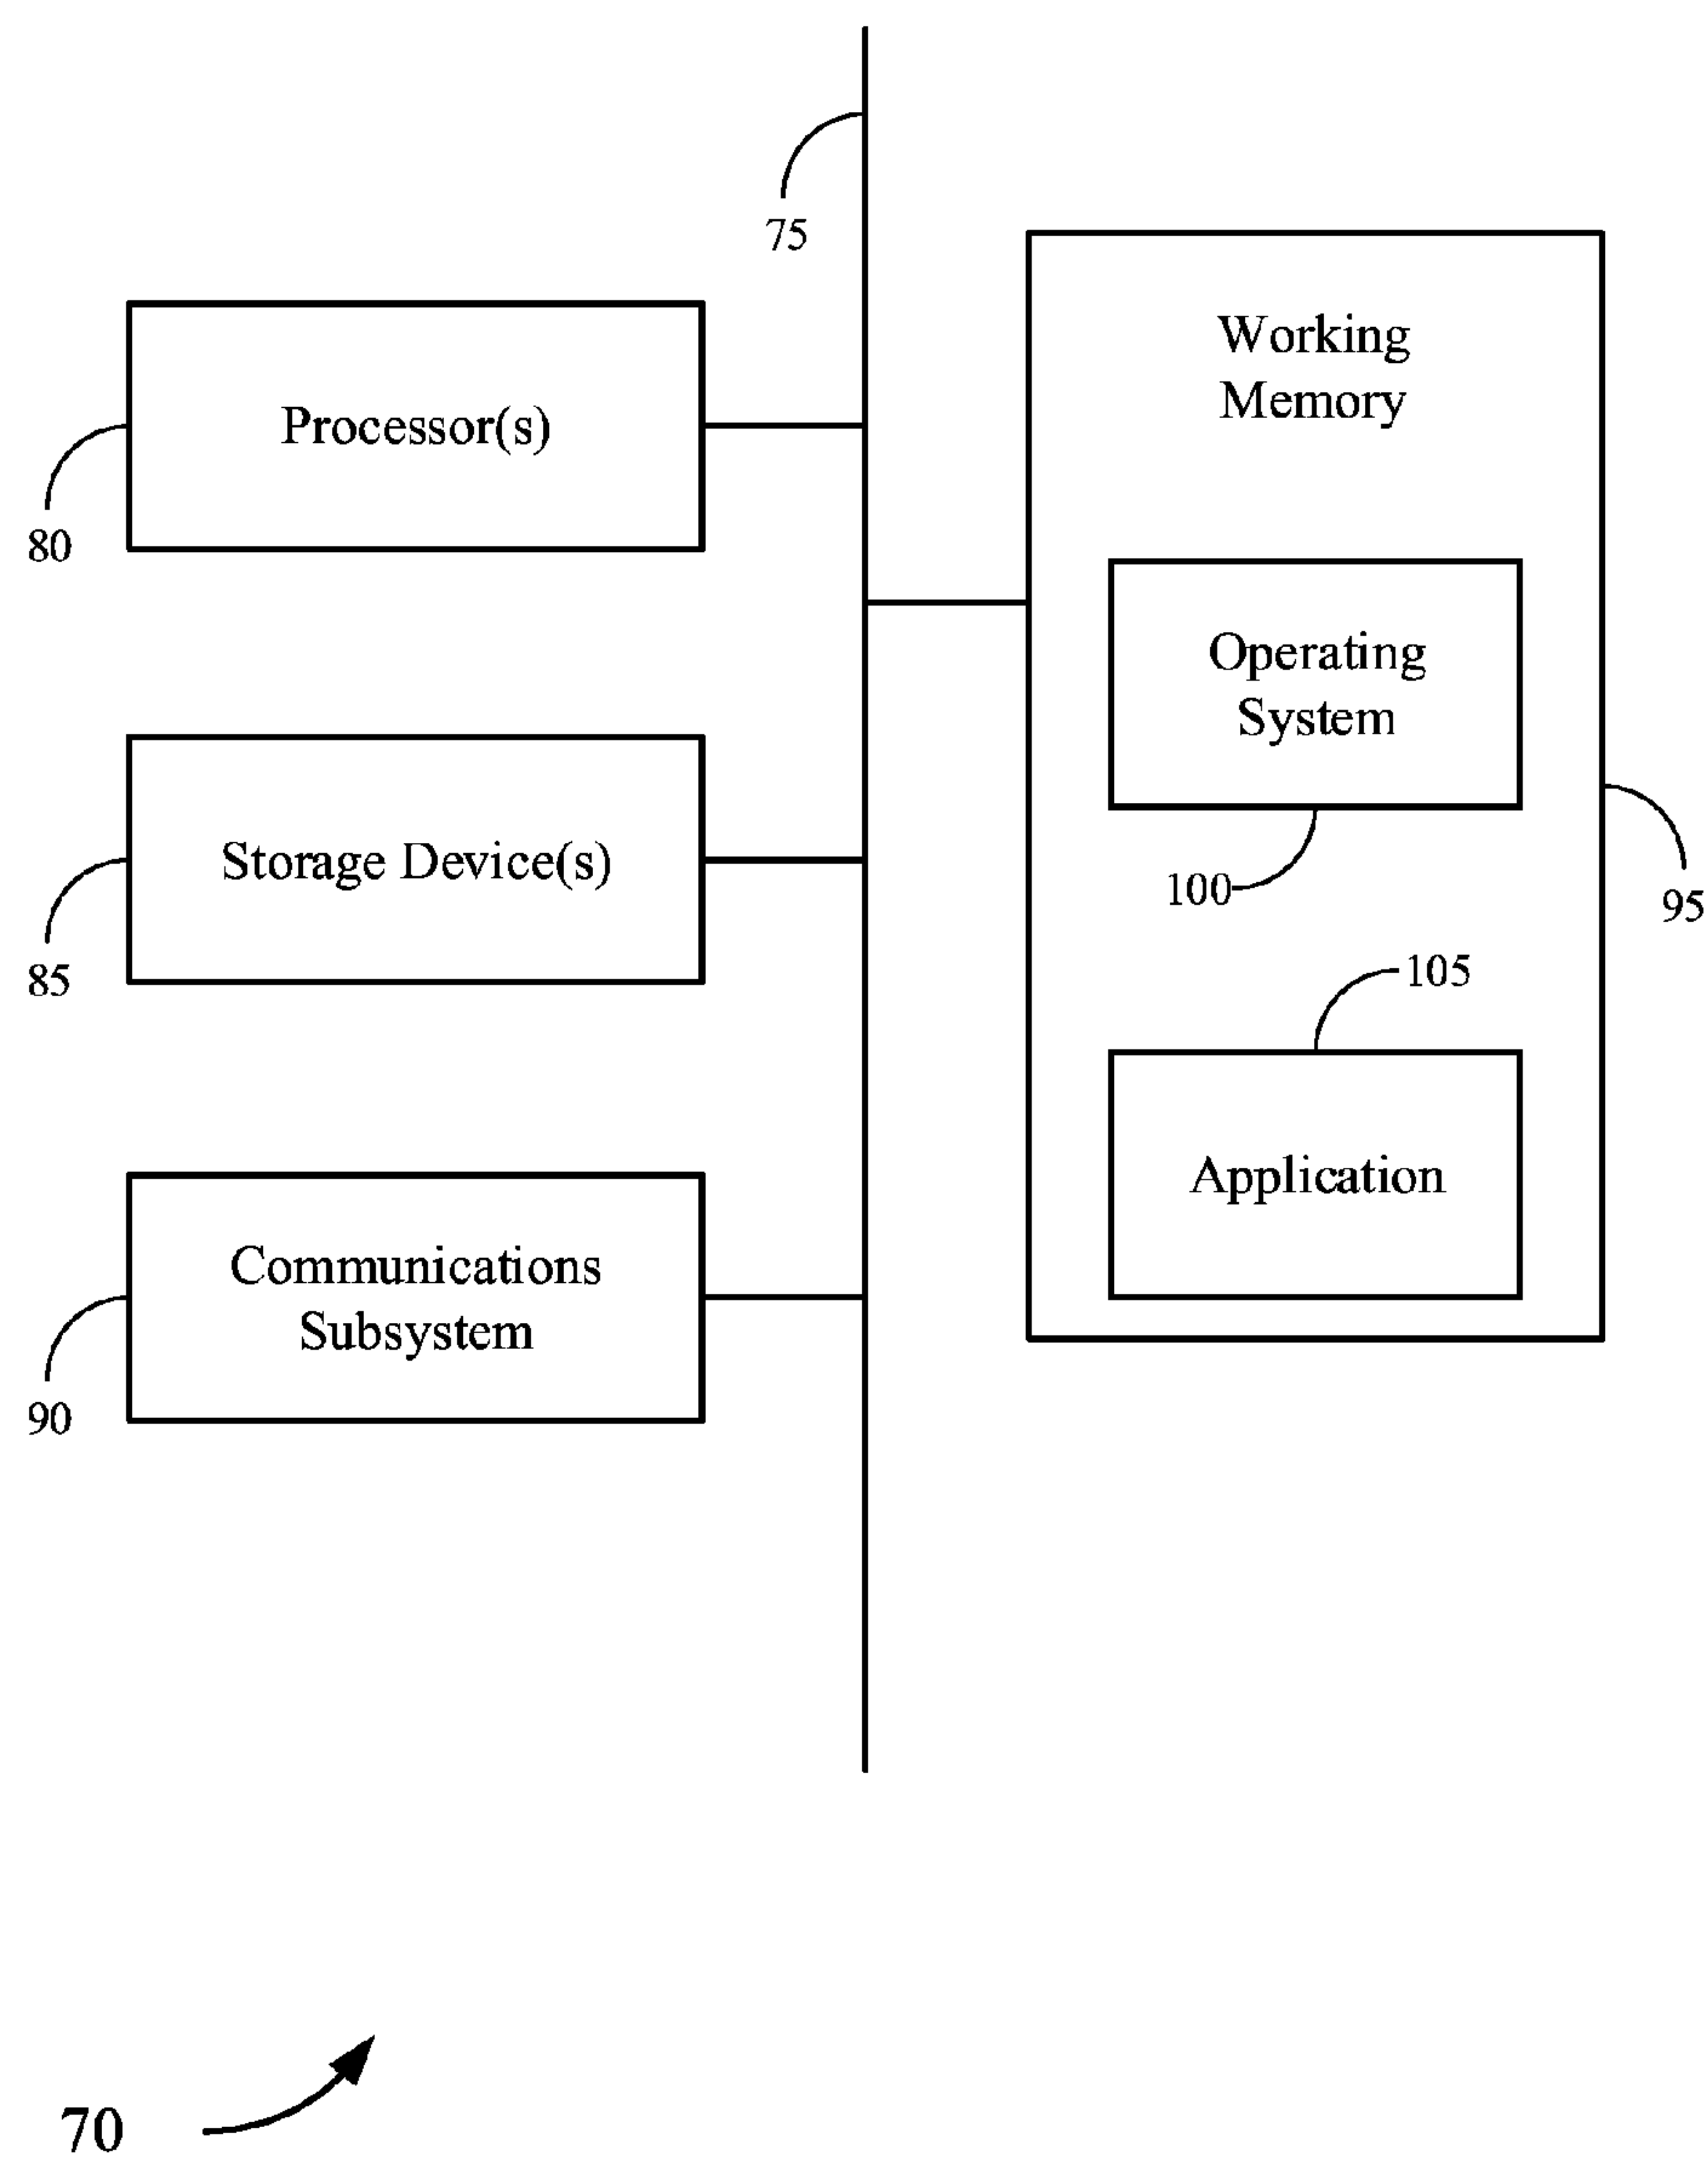 75
Working
Memory
Processor(s)
80
Operating
System
100
95
Storage Device(s)
85
105
Application
Communications
Subsystem
90
70